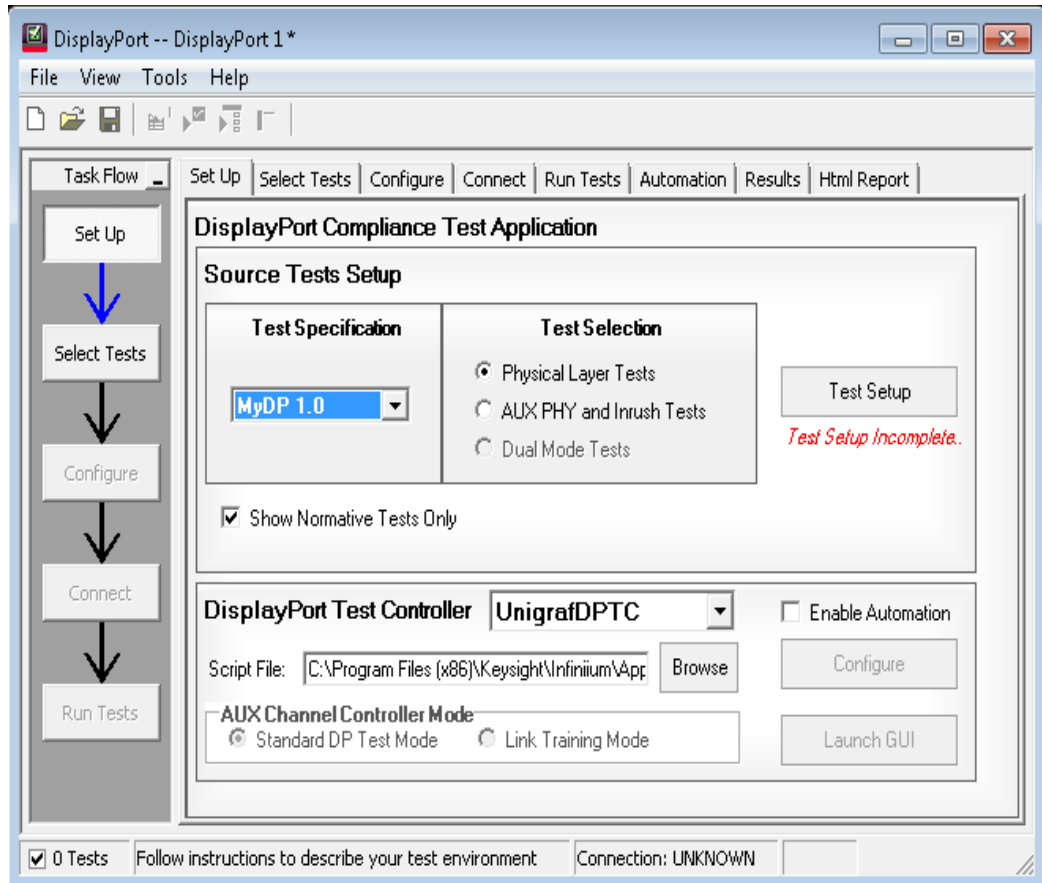 DisplayPort -- DisplayPort 1 *
File View Tools Help
Task Flow
Set Up Select Tests Configure Connect Run Tests Automation Results Html Report
Set Up
Select Tests
Configure
Connect
Run Tests
DisplayPort Compliance Test Application
Source Tests Setup
Test Specification
MyDP 1.0
Test Selection
Physical Layer Tests
AUX PHY and Inrush Tests
Dual Mode Tests
Test Setup
Test Setup Incomplete..
Show Normative Tests Only
DisplayPort Test Controller UnigrafDPTC
Enable Automation
Script File: C:\Program Files (x86)\Keysight\Infiniium\App Browse
Configure
AUX Channel Controller Mode
Standard DP Test Mode Link Training Mode
Launch GUI
0 Tests Follow instructions to describe your test environment Connection: UNKNOWN